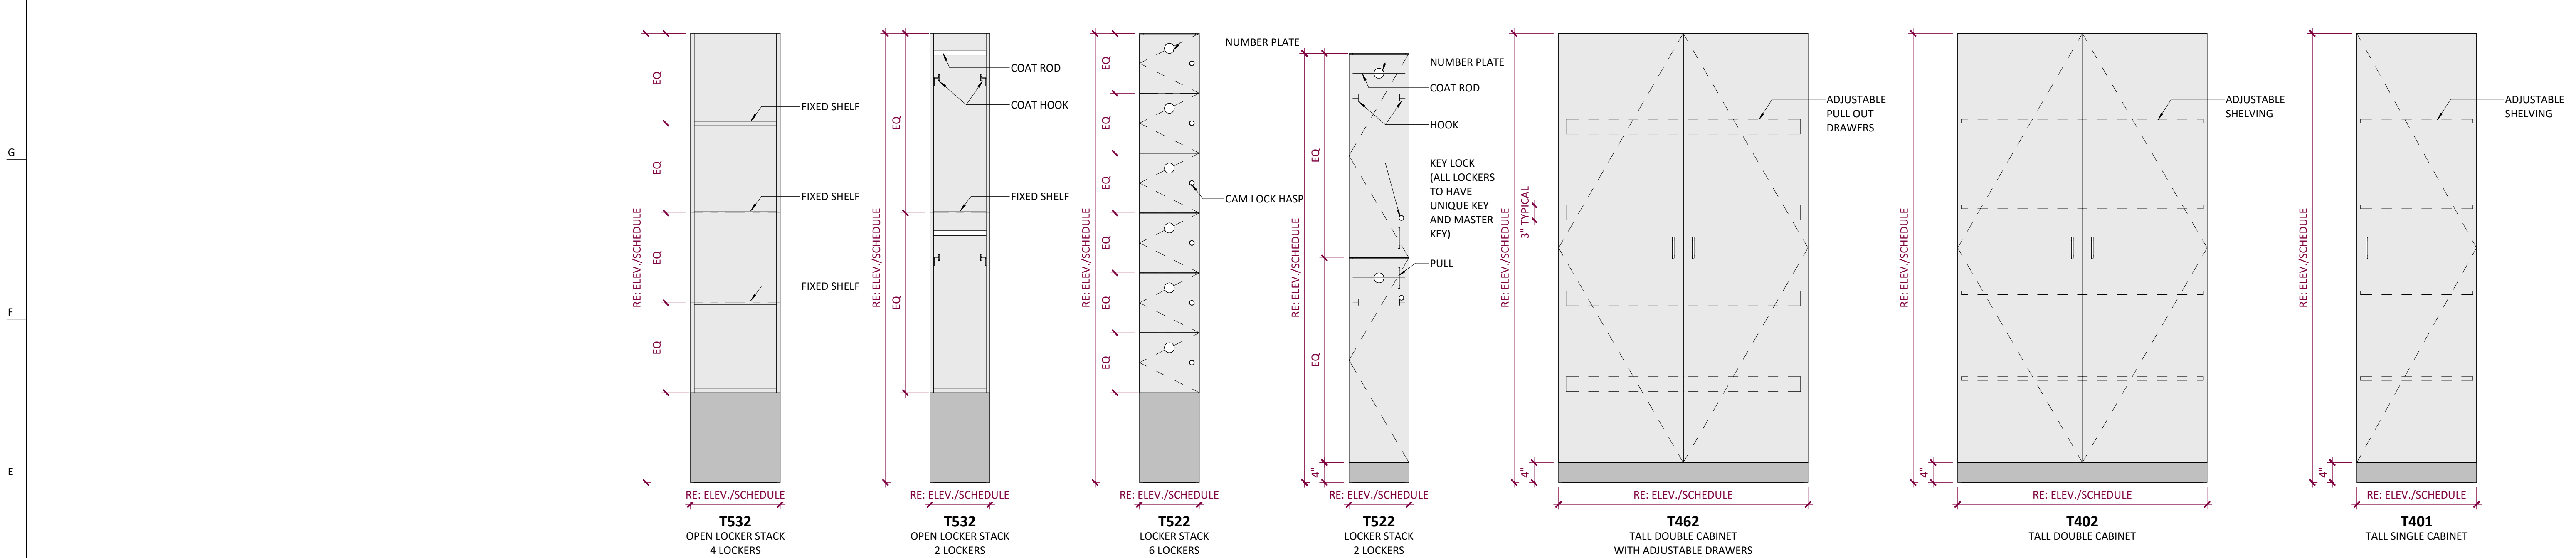 G
F
E
RE: ELEV./SCHEDULE
EQ
EQ
EQ
EQ
FIXED SHELF
FIXED SHELF
FIXED SHELF
RE: ELEV./SCHEDULE
T532
OPEN LOCKER STACK
4 LOCKERS
RE: ELEV./SCHEDULE
EQ
EQ
COAT ROD
COAT HOOK
FIXED SHELF
RE: ELEV./SCHEDULE
T532
OPEN LOCKER STACK
2 LOCKERS
RE: ELEV./SCHEDULE
EQ
EQ
EQ
EQ
EQ
EQ
NUMBER PLATE
CAM LOCK HASP
RE: ELEV./SCHEDULE
T522
LOCKER STACK
6 LOCKERS
RE: ELEV./SCHEDULE
EQ
EQ
4"
NUMBER PLATE
COAT ROD
HOOK
KEY LOCK
(ALL LOCKERS
TO HAVE
UNIQUE KEY
AND MASTER
KEY)
PULL
RE: ELEV./SCHEDULE
T522
LOCKER STACK
2 LOCKERS
RE: ELEV./SCHEDULE
3" TYPICAL
4"
ADJUSTABLE
PULL OUT
DRAWERS
RE: ELEV./SCHEDULE
T462
TALL DOUBLE CABINET
WITH ADJUSTABLE DRAWERS
RE: ELEV./SCHEDULE
4"
ADJUSTABLE
SHELVING
RE: ELEV./SCHEDULE
T402
TALL DOUBLE CABINET
RE: ELEV./SCHEDULE
4"
ADJUSTABLE
SHELVING
RE: ELEV./SCHEDULE
T401
TALL SINGLE CABINET